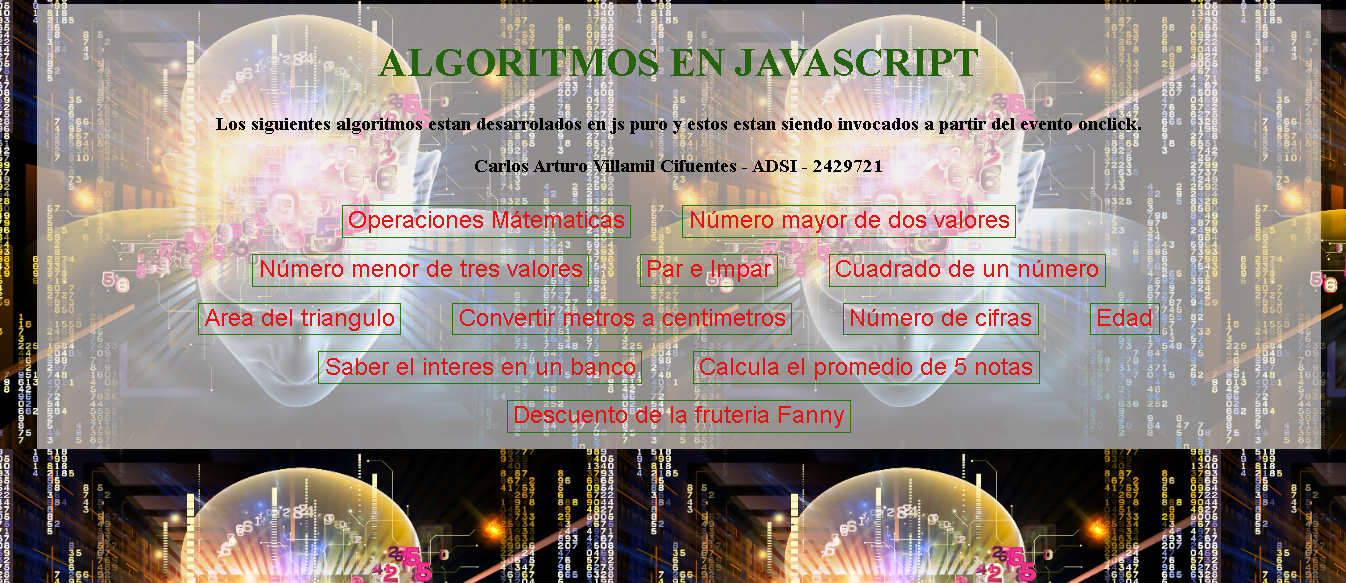 ALGORITMOS EN JAVASCRIPT
Los siguientes algoritmos estan desarrolados en js puro y estos estan siendo invocados a partir del evento onclick.
Carlos Arturo Villamil Cifuentes - ADSI - 2429721
Operaciones Mátematicas Número mayor de dos valores
Número menor de tres valores Par e Impar Cuadrado de un número
Area del triangulo Convertir metros a centimetros Número de cifras Edad
Saber el interes en un banco Calcula el promedio de 5 notas
Descuento de la fruteria Fanny